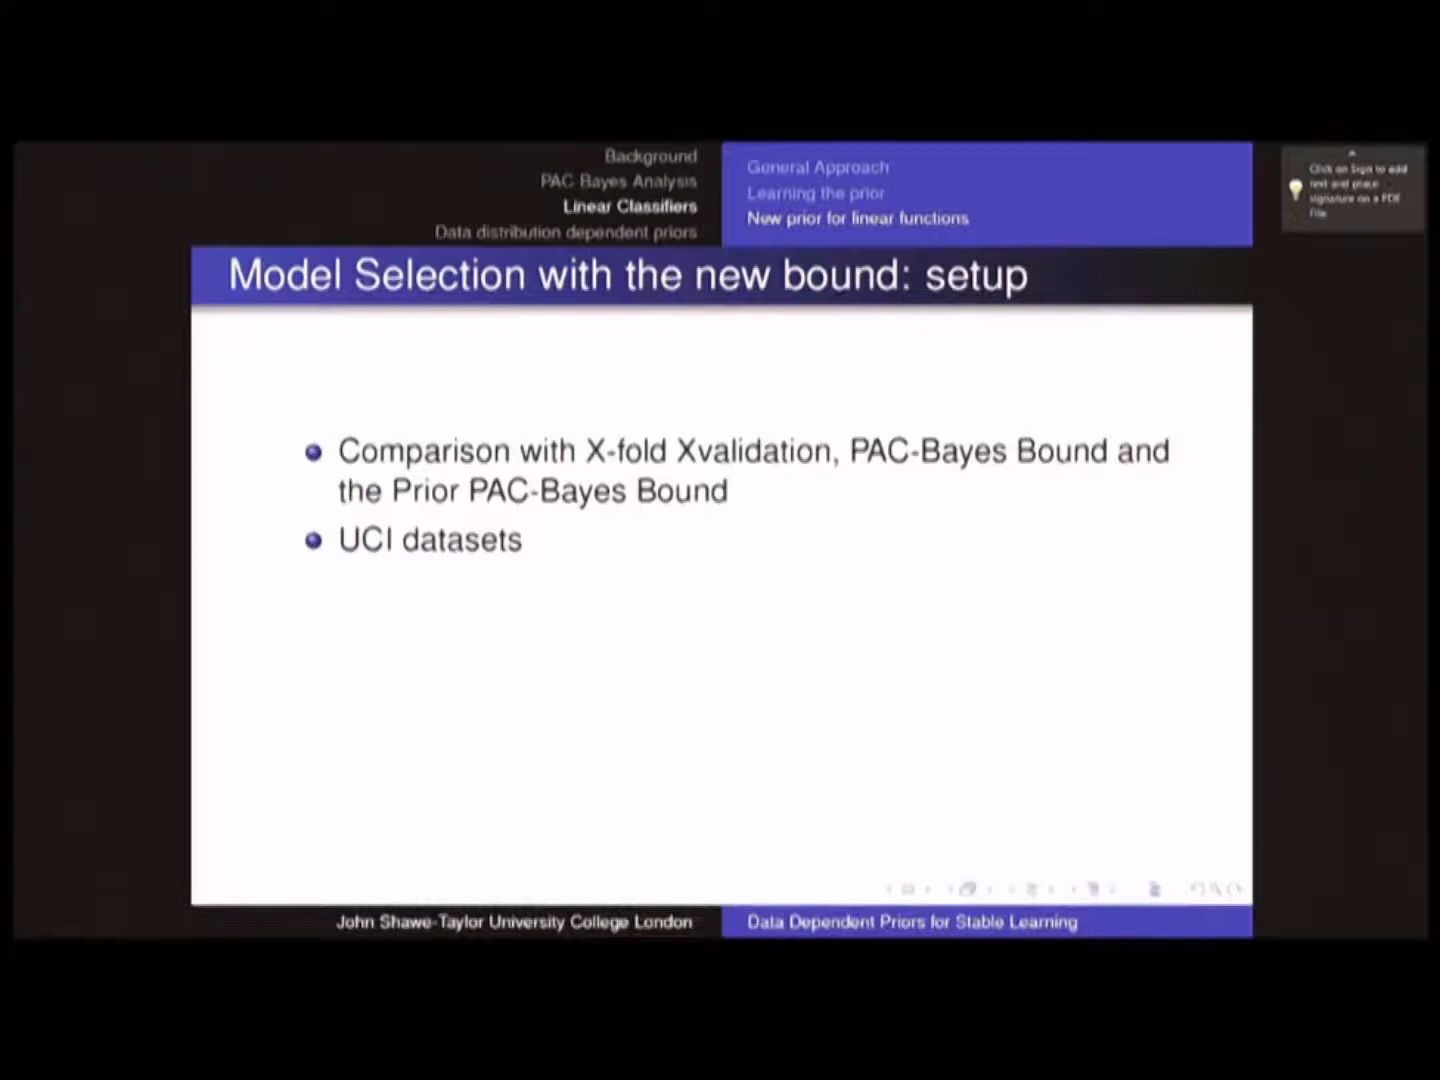 Background
PAC Bayes Analysis
Linear Classifiers
Data distribution dependent priors
General Approach
Learning the prior
New prior for linear functions
Click on Sign to add
text and place
signature on a PDF
File.
Model Selection with the new bound: setup
Comparison with X-fold Xvalidation, PAC-Bayes Bound and
the Prior PAC-Bayes Bound
UCI datasets
John Shawe-Taylor University College London
Data Dependent Priors for Stable Learning